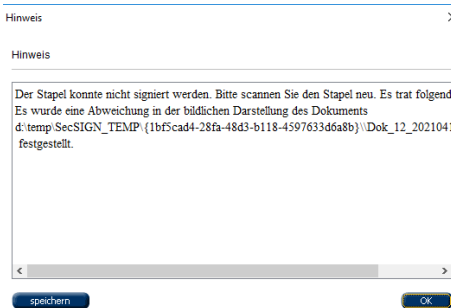 Hinweis
Hinweis
Der Stapel konnte nicht signiert werden. Bitte scannen Sie den Stapel neu. Es trat folgend
Es wurde eine Abweichung in der bildlichen Darstellung des Dokuments
d:\temp\SecSIGN_TEMP\{1bf5cad4-28fa-48d3-b118-4597633d6a8b}\\Dok_12_2021041
festgestellt.
speichern OK